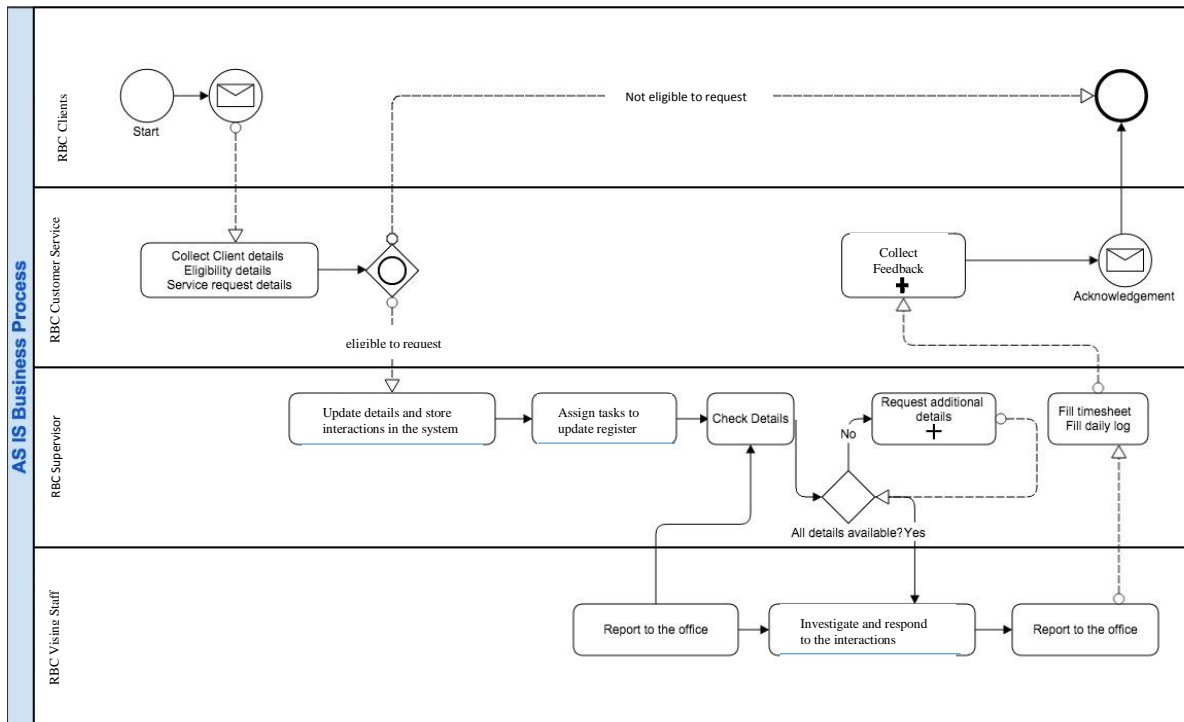 AS IS Business Process
RBC Clients
Start
Not eligible to request
RBC Customer Service
Collect Client details
Eligibility details
Service request details
eligible to request
Collect
Feedback
Acknowledgement
RBC Supervisor
Update details and store
interactions in the system
Assign tasks to
update register
Check Details
No
Request additional
details
All details available?
Yes
Fill timesheet
Fill daily log
RBC Vising Staff
Report to the office
Investigate and respond
to the interactions
Report to the office